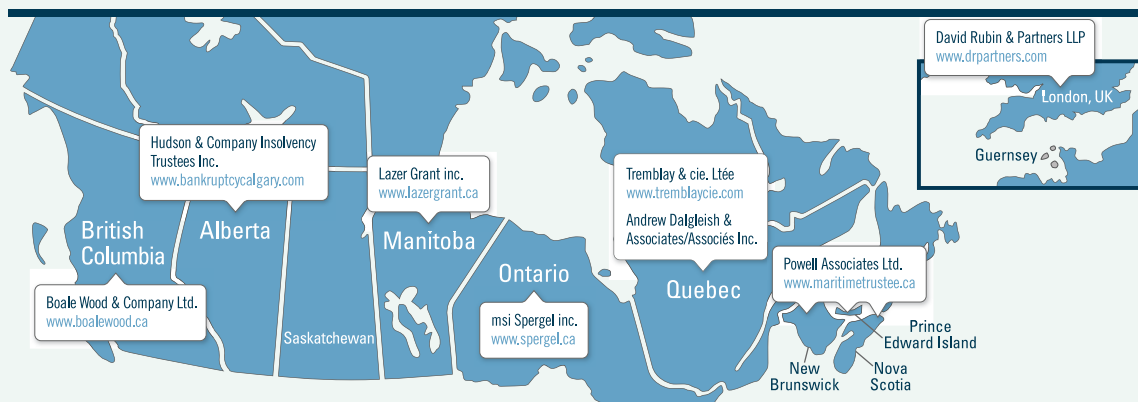 David Rubin & Partners LLP
www.drpartners.com
London, UK
Guernsey
Hudson & Company Insolvency
Trustees Inc.
www.bankruptcycalgary.com
Lazer Grant inc.
www.lazergrant.ca
Tremblay & cie. Ltée
www.tremblaycie.com
Andrew Dalgleish &
Associates/Associés Inc.
British
Columbia
Alberta
Manitoba
Ontario
Quebec
Powell Associates Ltd.
www.maritimetrustee.ca
Boale Wood & Company Ltd.
www.boalewood.ca
Saskatchewan
msi Spergel inc.
www.spergel.ca
Prince
Edward Island
New
Brunswick
Nova
Scotia